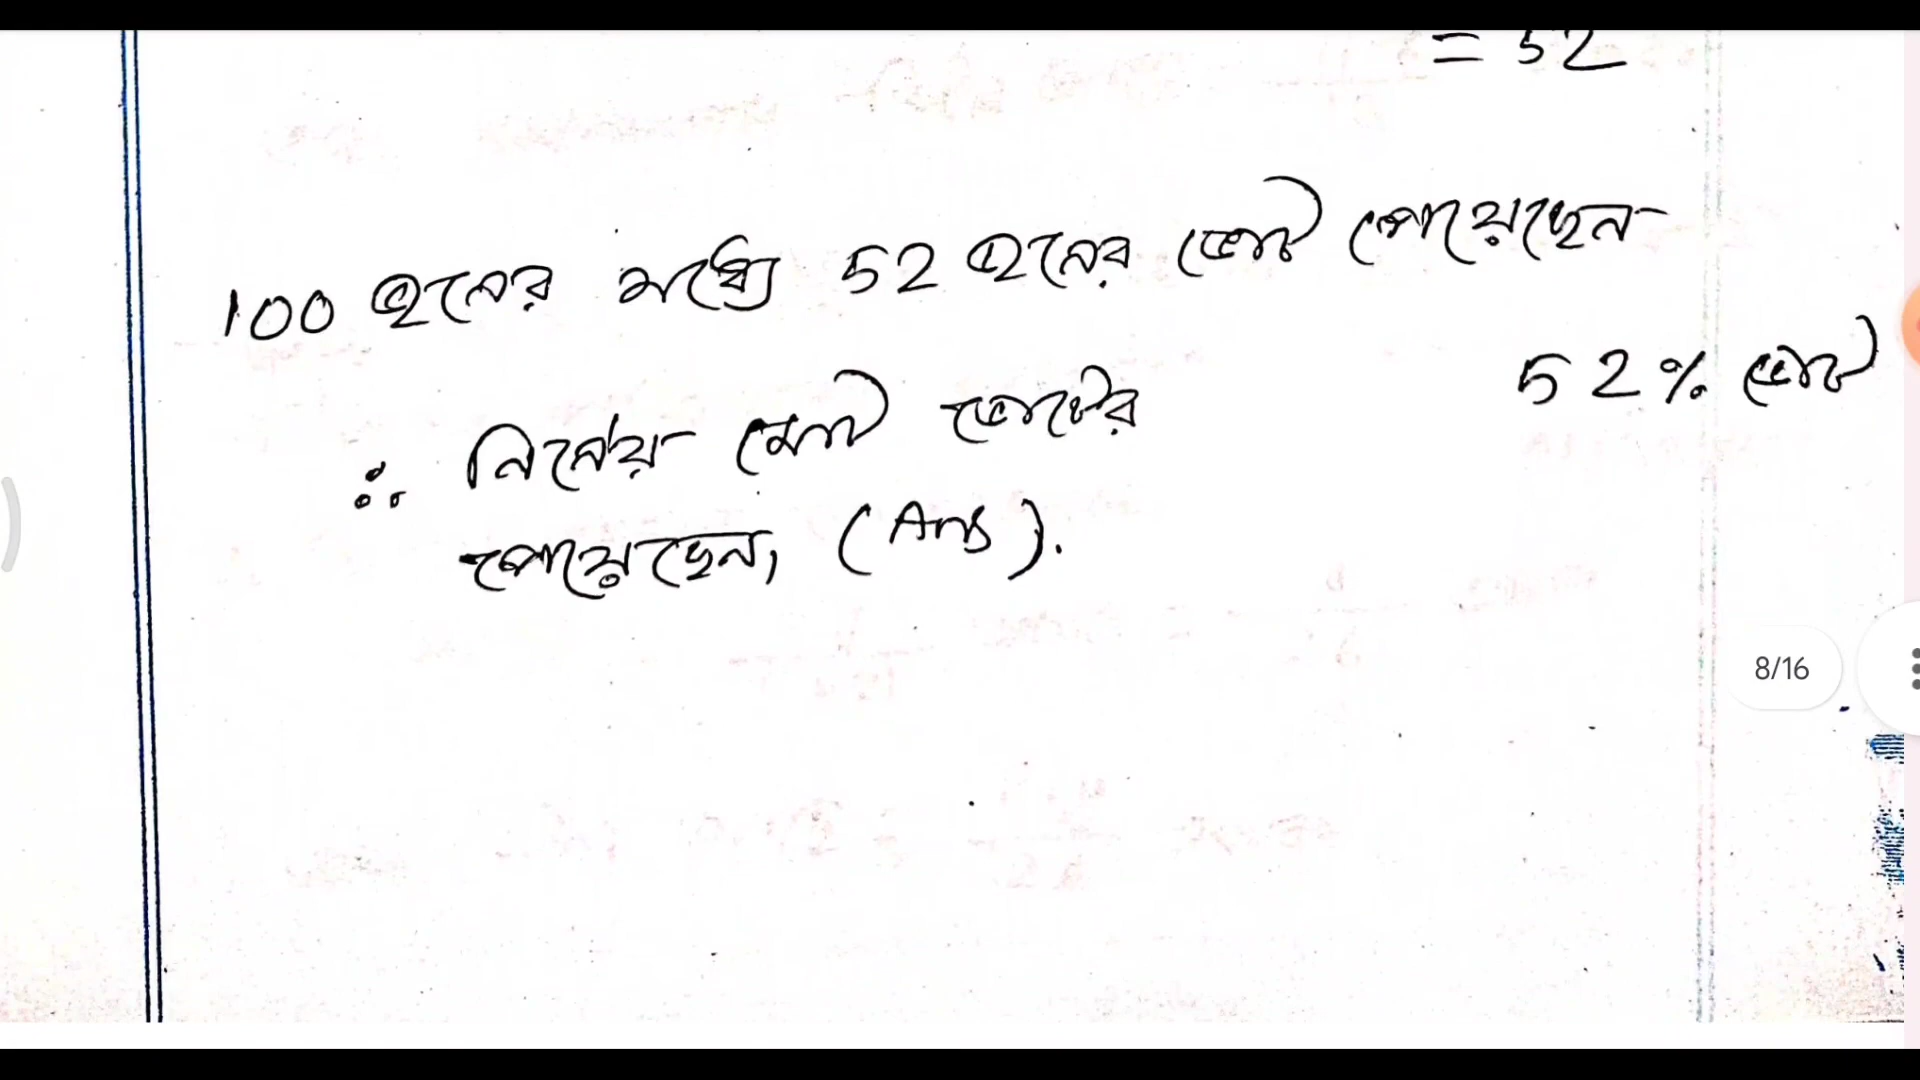 = 52
100 জনের মধ্যে 52 জনের ভোট পেয়েছেন
∴ নির্ণেয় মোট ভোটের 52% ভোট
পেয়েছেন, (Ans).
8/16